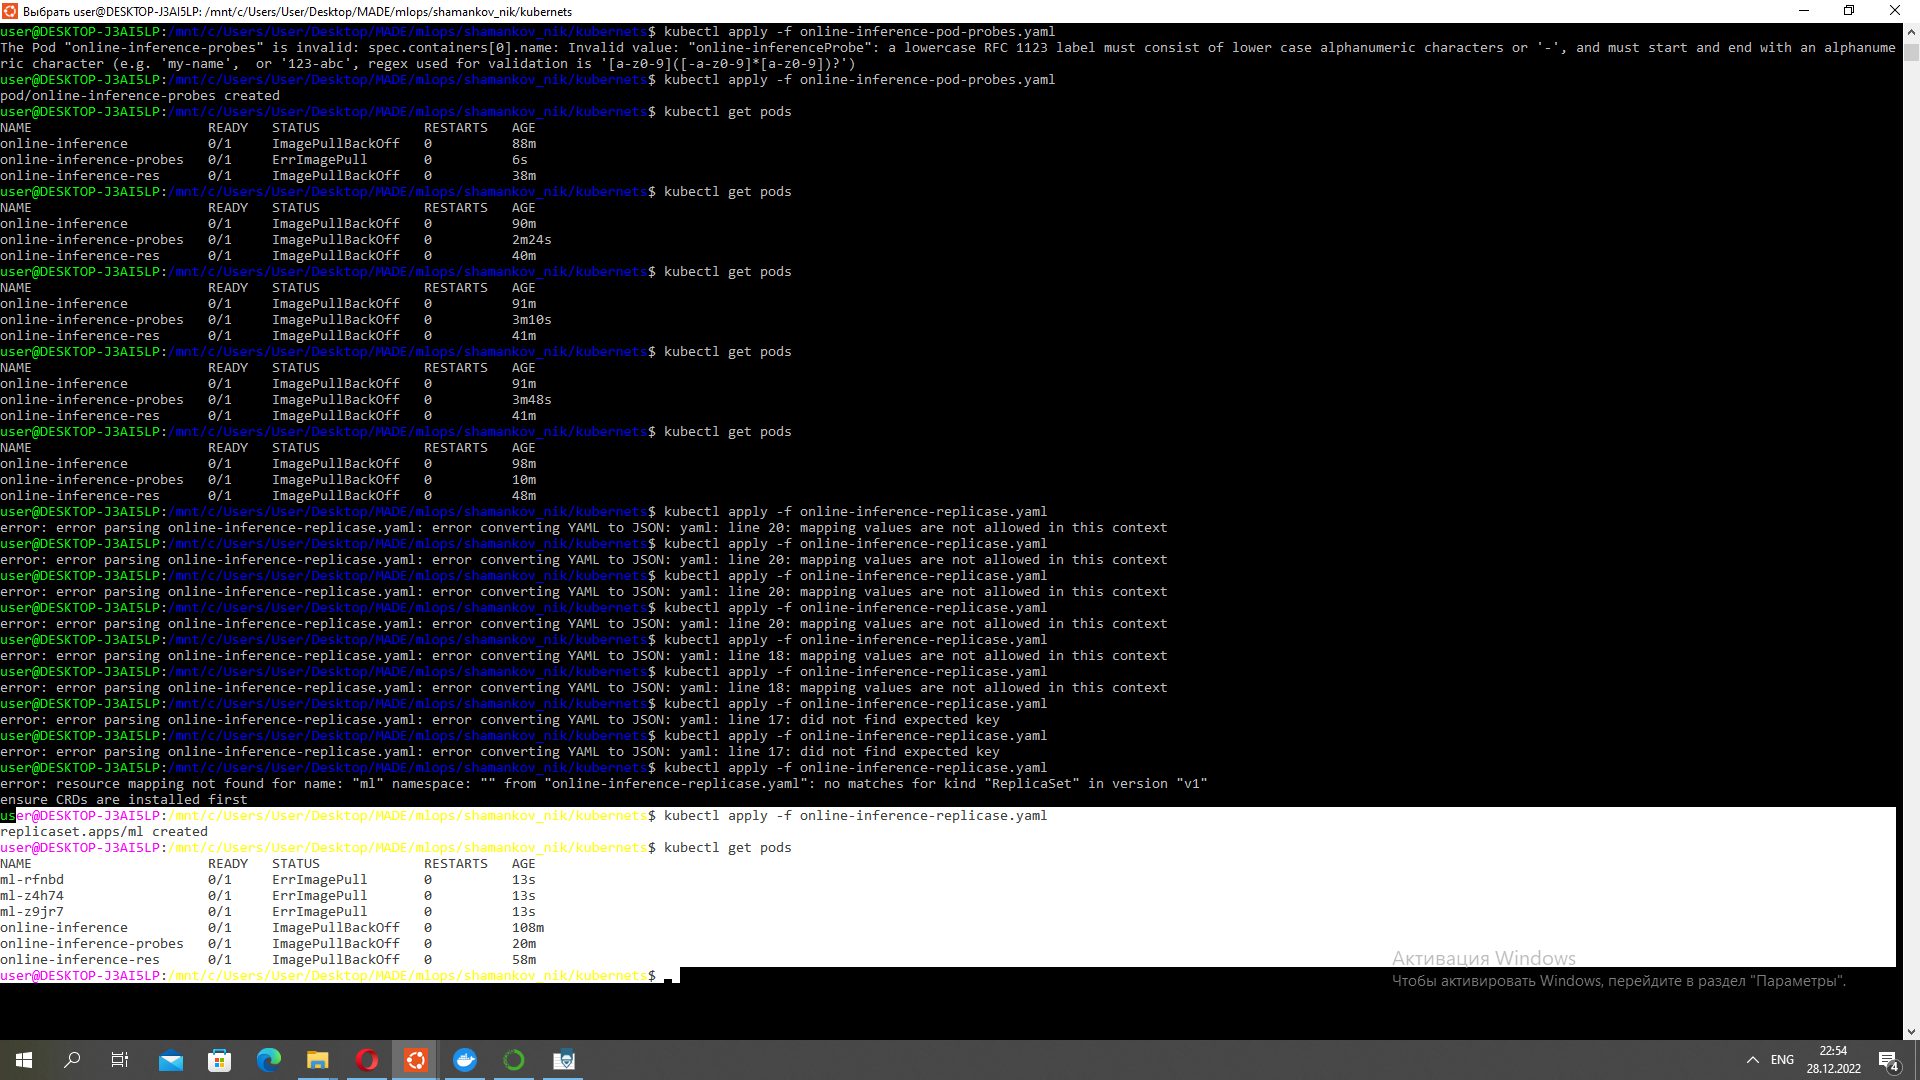 Выбрать user@DESKTOP-J3AI5LP: /mnt/c/Users/User/Desktop/MADE/mlops/shamankov_nik/kubernets
user@DESKTOP-J3AI5LP:/mnt/c/Users/User/Desktop/MADE/mlops/shamankov_nik/kubernets$ kubectl apply -f online-inference-pod-probes.yaml
The Pod "online-inference-probes" is invalid: spec.containers[0].name: Invalid value: "online-inferenceProbe": a lowercase RFC 1123 label must consist of lower case alphanumeric characters or '-', and must start and end with an alphanume
ric character (e.g. 'my-name',  or '123-abc', regex used for validation is '[a-z0-9]([-a-z0-9]*[a-z0-9])?')
user@DESKTOP-J3AI5LP:/mnt/c/Users/User/Desktop/MADE/mlops/shamankov_nik/kubernets$ kubectl apply -f online-inference-pod-probes.yaml
pod/online-inference-probes created
user@DESKTOP-J3AI5LP:/mnt/c/Users/User/Desktop/MADE/mlops/shamankov_nik/kubernets$ kubectl get pods
NAME                      READY   STATUS             RESTARTS   AGE
online-inference          0/1     ImagePullBackOff   0          88m
online-inference-probes   0/1     ErrImagePull       0          6s
online-inference-res      0/1     ImagePullBackOff   0          38m
user@DESKTOP-J3AI5LP:/mnt/c/Users/User/Desktop/MADE/mlops/shamankov_nik/kubernets$ kubectl get pods
NAME                      READY   STATUS             RESTARTS   AGE
online-inference          0/1     ImagePullBackOff   0          90m
online-inference-probes   0/1     ImagePullBackOff   0          2m24s
online-inference-res      0/1     ImagePullBackOff   0          40m
user@DESKTOP-J3AI5LP:/mnt/c/Users/User/Desktop/MADE/mlops/shamankov_nik/kubernets$ kubectl get pods
NAME                      READY   STATUS             RESTARTS   AGE
online-inference          0/1     ImagePullBackOff   0          91m
online-inference-probes   0/1     ImagePullBackOff   0          3m10s
online-inference-res      0/1     ImagePullBackOff   0          41m
user@DESKTOP-J3AI5LP:/mnt/c/Users/User/Desktop/MADE/mlops/shamankov_nik/kubernets$ kubectl get pods
NAME                      READY   STATUS             RESTARTS   AGE
online-inference          0/1     ImagePullBackOff   0          91m
online-inference-probes   0/1     ImagePullBackOff   0          3m48s
online-inference-res      0/1     ImagePullBackOff   0          41m
user@DESKTOP-J3AI5LP:/mnt/c/Users/User/Desktop/MADE/mlops/shamankov_nik/kubernets$ kubectl get pods
NAME                      READY   STATUS             RESTARTS   AGE
online-inference          0/1     ImagePullBackOff   0          98m
online-inference-probes   0/1     ImagePullBackOff   0          10m
online-inference-res      0/1     ImagePullBackOff   0          48m
user@DESKTOP-J3AI5LP:/mnt/c/Users/User/Desktop/MADE/mlops/shamankov_nik/kubernets$ kubectl apply -f online-inference-replicase.yaml
error: error parsing online-inference-replicase.yaml: error converting YAML to JSON: yaml: line 20: mapping values are not allowed in this context
user@DESKTOP-J3AI5LP:/mnt/c/Users/User/Desktop/MADE/mlops/shamankov_nik/kubernets$ kubectl apply -f online-inference-replicase.yaml
error: error parsing online-inference-replicase.yaml: error converting YAML to JSON: yaml: line 20: mapping values are not allowed in this context
user@DESKTOP-J3AI5LP:/mnt/c/Users/User/Desktop/MADE/mlops/shamankov_nik/kubernets$ kubectl apply -f online-inference-replicase.yaml
error: error parsing online-inference-replicase.yaml: error converting YAML to JSON: yaml: line 20: mapping values are not allowed in this context
user@DESKTOP-J3AI5LP:/mnt/c/Users/User/Desktop/MADE/mlops/shamankov_nik/kubernets$ kubectl apply -f online-inference-replicase.yaml
error: error parsing online-inference-replicase.yaml: error converting YAML to JSON: yaml: line 20: mapping values are not allowed in this context
user@DESKTOP-J3AI5LP:/mnt/c/Users/User/Desktop/MADE/mlops/shamankov_nik/kubernets$ kubectl apply -f online-inference-replicase.yaml
error: error parsing online-inference-replicase.yaml: error converting YAML to JSON: yaml: line 18: mapping values are not allowed in this context
user@DESKTOP-J3AI5LP:/mnt/c/Users/User/Desktop/MADE/mlops/shamankov_nik/kubernets$ kubectl apply -f online-inference-replicase.yaml
error: error parsing online-inference-replicase.yaml: error converting YAML to JSON: yaml: line 18: mapping values are not allowed in this context
user@DESKTOP-J3AI5LP:/mnt/c/Users/User/Desktop/MADE/mlops/shamankov_nik/kubernets$ kubectl apply -f online-inference-replicase.yaml
error: error parsing online-inference-replicase.yaml: error converting YAML to JSON: yaml: line 17: did not find expected key
user@DESKTOP-J3AI5LP:/mnt/c/Users/User/Desktop/MADE/mlops/shamankov_nik/kubernets$ kubectl apply -f online-inference-replicase.yaml
error: error parsing online-inference-replicase.yaml: error converting YAML to JSON: yaml: line 17: did not find expected key
user@DESKTOP-J3AI5LP:/mnt/c/Users/User/Desktop/MADE/mlops/shamankov_nik/kubernets$ kubectl apply -f online-inference-replicase.yaml
error: resource mapping not found for name: "ml" namespace: "" from "online-inference-replicase.yaml": no matches for kind "ReplicaSet" in version "v1"
ensure CRDs are installed first
user@DESKTOP-J3AI5LP:/mnt/c/Users/User/Desktop/MADE/mlops/shamankov_nik/kubernets$ kubectl apply -f online-inference-replicase.yaml
replicaset.apps/ml created
user@DESKTOP-J3AI5LP:/mnt/c/Users/User/Desktop/MADE/mlops/shamankov_nik/kubernets$ kubectl get pods
NAME                      READY   STATUS             RESTARTS   AGE
ml-rfnbd                  0/1     ErrImagePull       0          13s
ml-z4h74                  0/1     ErrImagePull       0          13s
ml-z9jr7                  0/1     ErrImagePull       0          13s
online-inference          0/1     ImagePullBackOff   0          108m
online-inference-probes   0/1     ImagePullBackOff   0          20m
online-inference-res      0/1     ImagePullBackOff   0          58m
user@DESKTOP-J3AI5LP:/mnt/c/Users/User/Desktop/MADE/mlops/shamankov_nik/kubernets$
Активация Windows
Чтобы активировать Windows, перейдите в раздел "Параметры".
ENG
22:54
28.12.2022
4